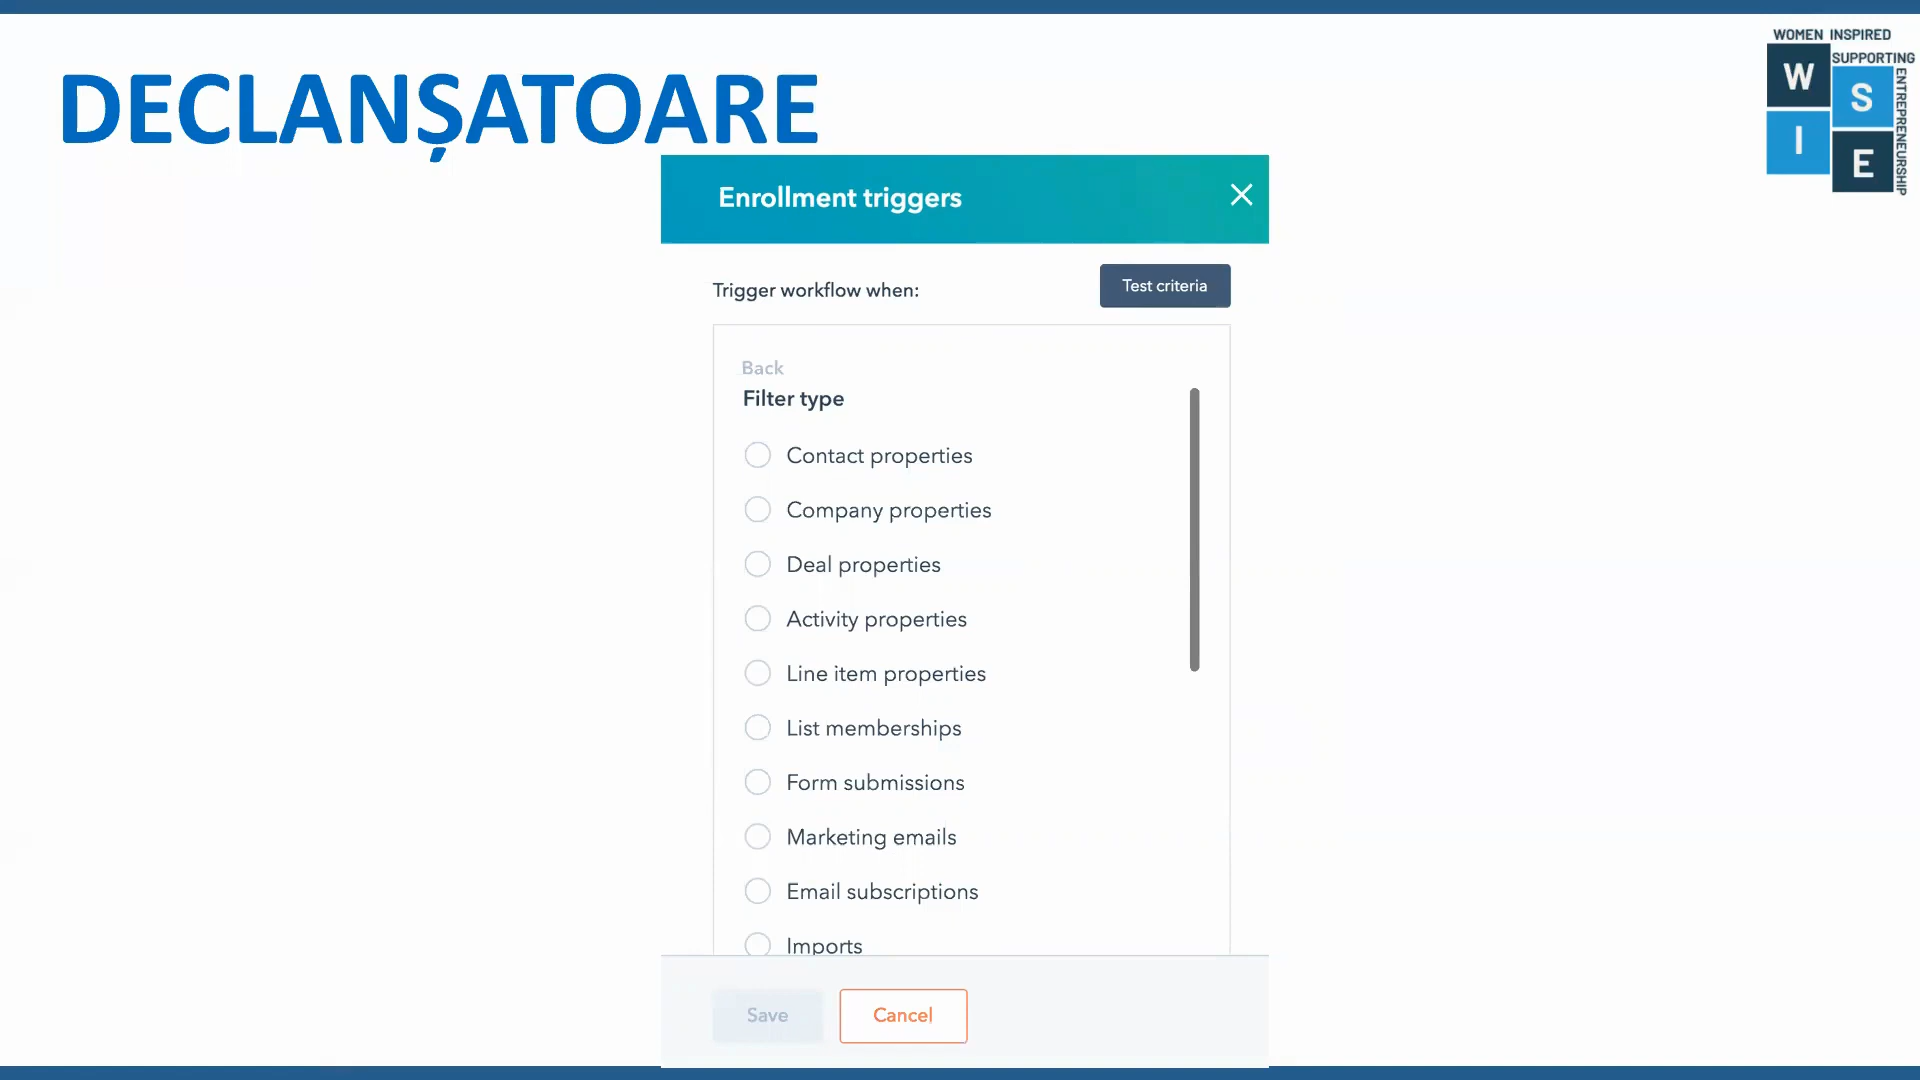 DECLANȘATOARE
WOMEN INSPIRED
SUPPORTING
ENTREPRENEURSHIP
W
S
I
E
Enrollment triggers
Trigger workflow when:
Test criteria
Back
Filter type
Contact properties
Company properties
Deal properties
Activity properties
Line item properties
List memberships
Form submissions
Marketing emails
Email subscriptions
Imports
Save
Cancel